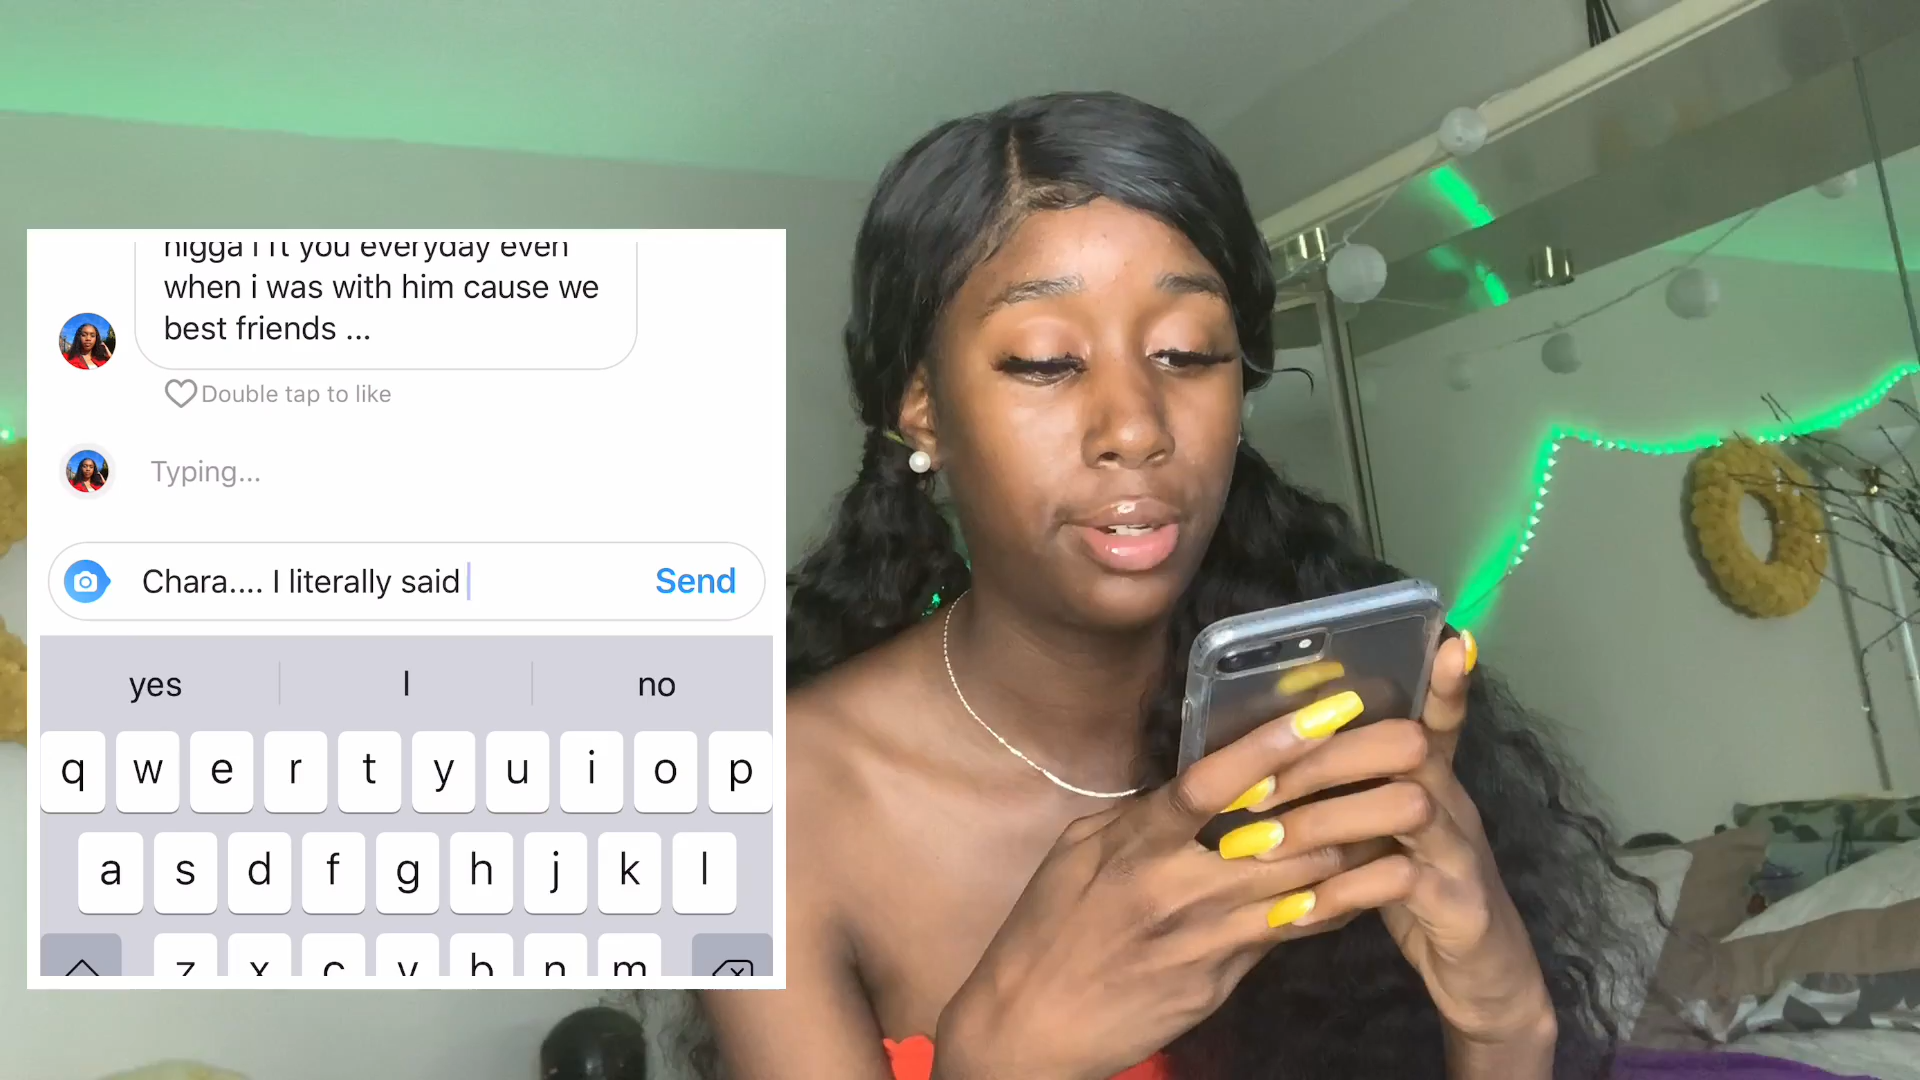 nigga i ft you everyday even
when i was with him cause we
best friends ...
Double tap to like
Typing...
Chara.... I literally said
Send
yes
I
no
q w e r t y u i o p
a s d f g h j k l
z x c v b n m